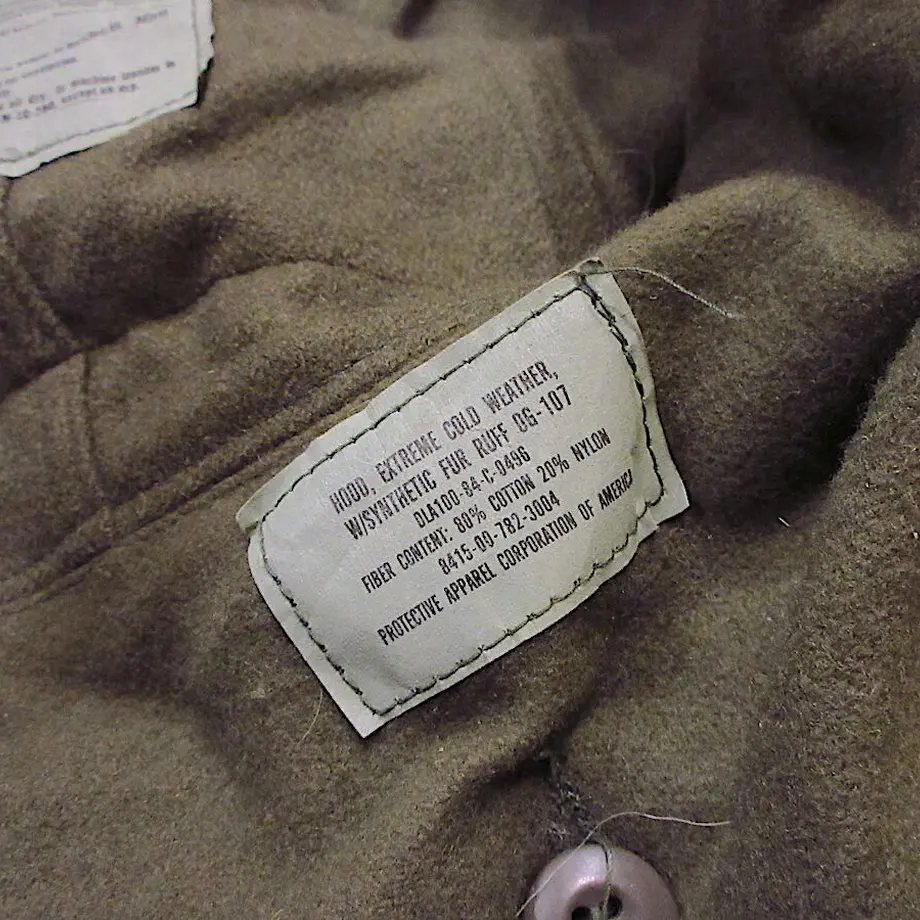 HOOD, EXTREME COLD WEATHER,
W/SYNTHETIC FUR RUFF OG-107
DLA100-84-C-0496
FIBER CONTENT: 80% COTTON 20% NYLON
8415-00-782-3004
PROTECTIVE APPAREL CORPORATION OF AMERICA